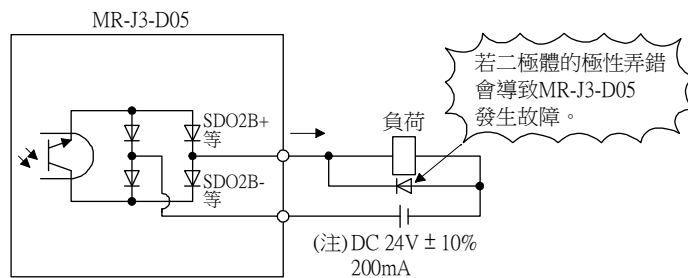 MR-J3-D05
若二極體的極性弄錯
會導致MR-J3-D05
發生故障。
SDO2B+
等
負荷
SDO2B-
等
(注) DC 24V ± 10%
200mA